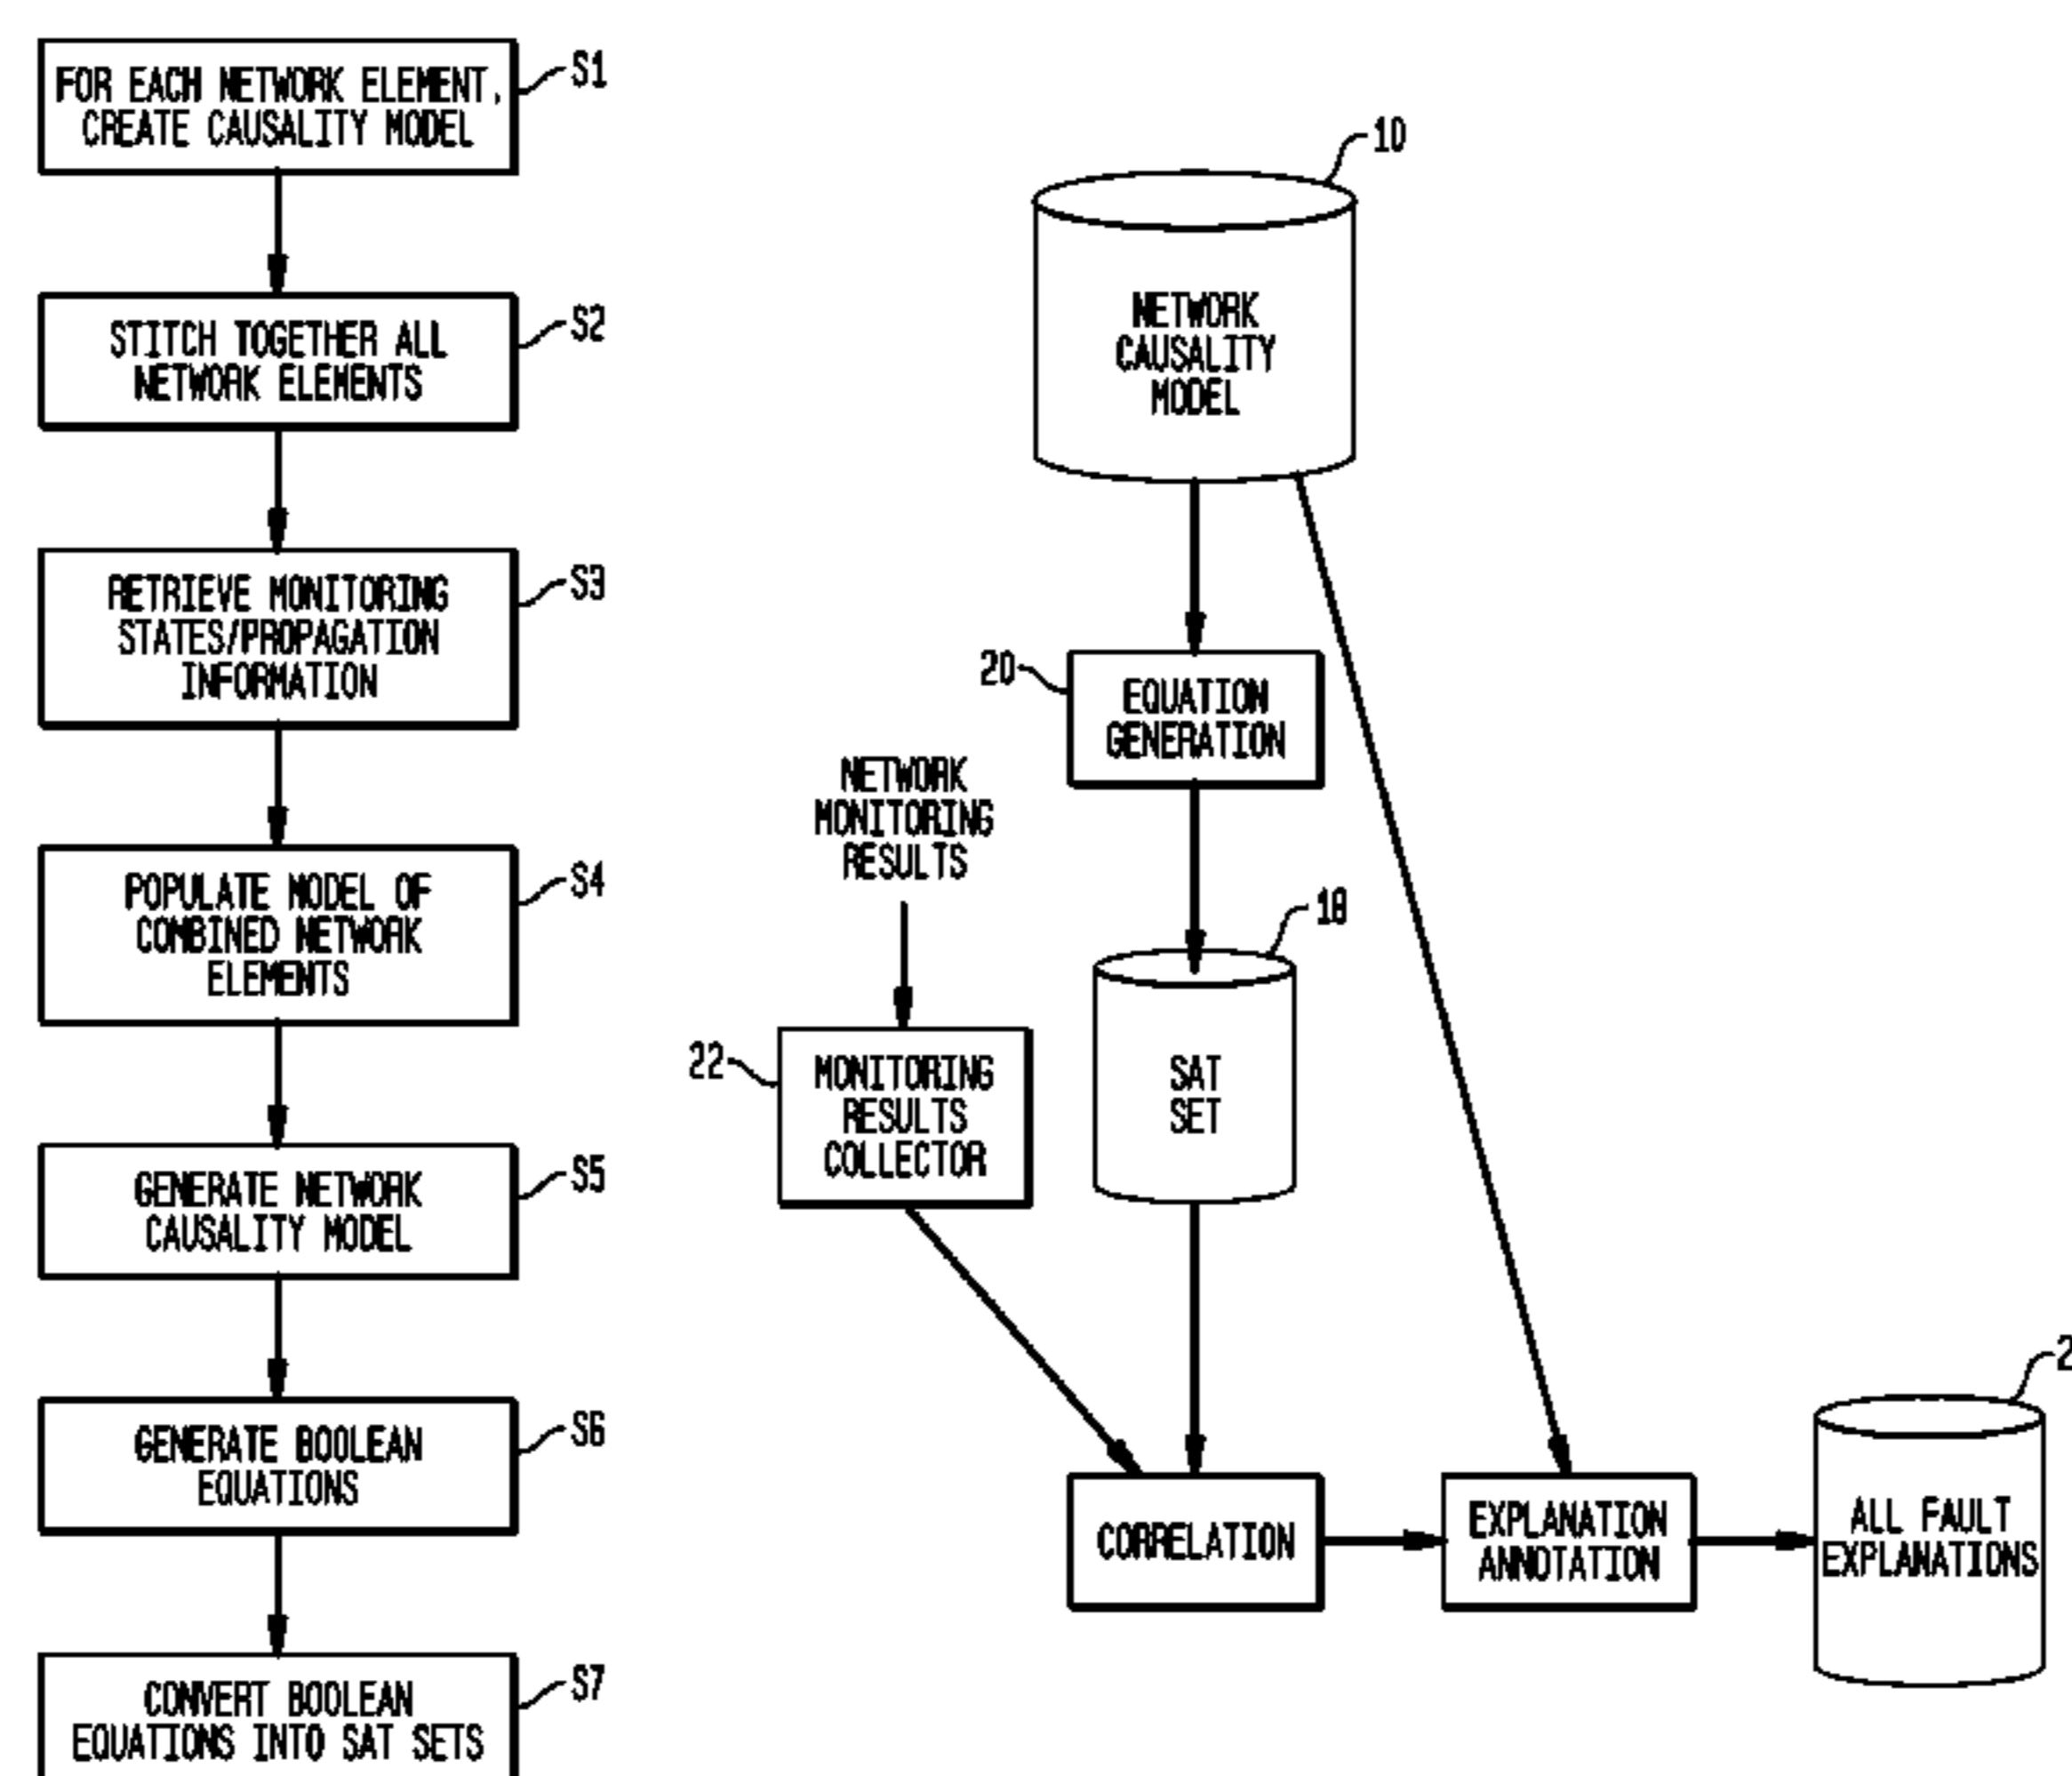 FOR EACH NETWORK ELEMENT,
CREATE CAUSALITY MODEL
S1
STITCH TOGETHER ALL
NETWORK ELEMENTS
S2
RETRIEVE MONITORING
STATES/PROPAGATION
INFORMATION
S3
POPULATE MODEL OF
COMBINED NETWORK
ELEMENTS
S4
GENERATE NETWORK
CAUSALITY MODEL
S5
GENERATE BOOLEAN
EQUATIONS
S6
CONVERT BOOLEAN
EQUATIONS INTO SAT SETS
S7
10
NETWORK
CAUSALITY
MODEL
20
EQUATION
GENERATION
NETWORK
MONITORING
RESULTS
18
SAT
SET
22
MONITORING
RESULTS
COLLECTOR
CORRELATION
EXPLANATION
ANNOTATION
ALL FAULT
EXPLANATIONS